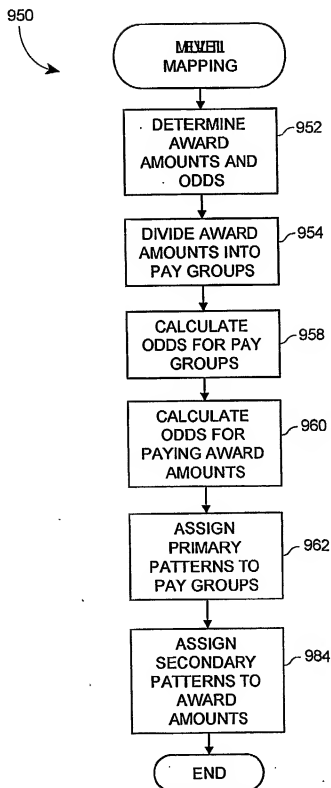 950
MAPPING
DETERMINE
AWARD
AMOUNTS AND
ODDS
952
DIVIDE AWARD
AMOUNTS INTO
PAY GROUPS
954
CALCULATE
ODDS FOR PAY
GROUPS
958
CALCULATE
ODDS FOR
PAYING AWARD
AMOUNTS
960
ASSIGN
PRIMARY
PATTERNS TO
PAY GROUPS
962
ASSIGN
SECONDARY
PATTERNS TO
AWARD
AMOUNTS
984
END